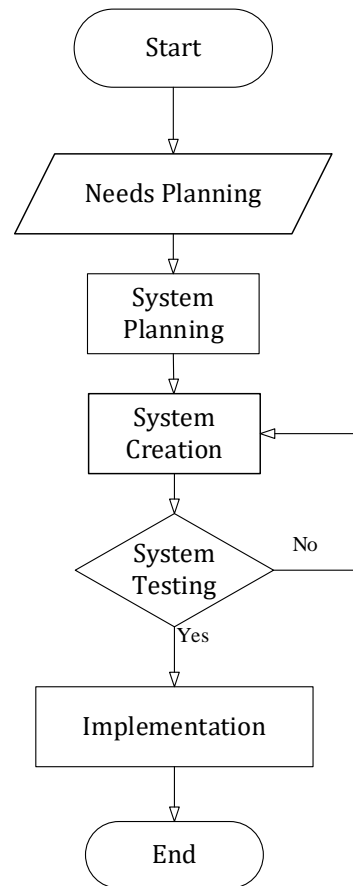 Start
Needs Planning
System
Planning
System
Creation
System
Testing
No
Yes
Implementation
End